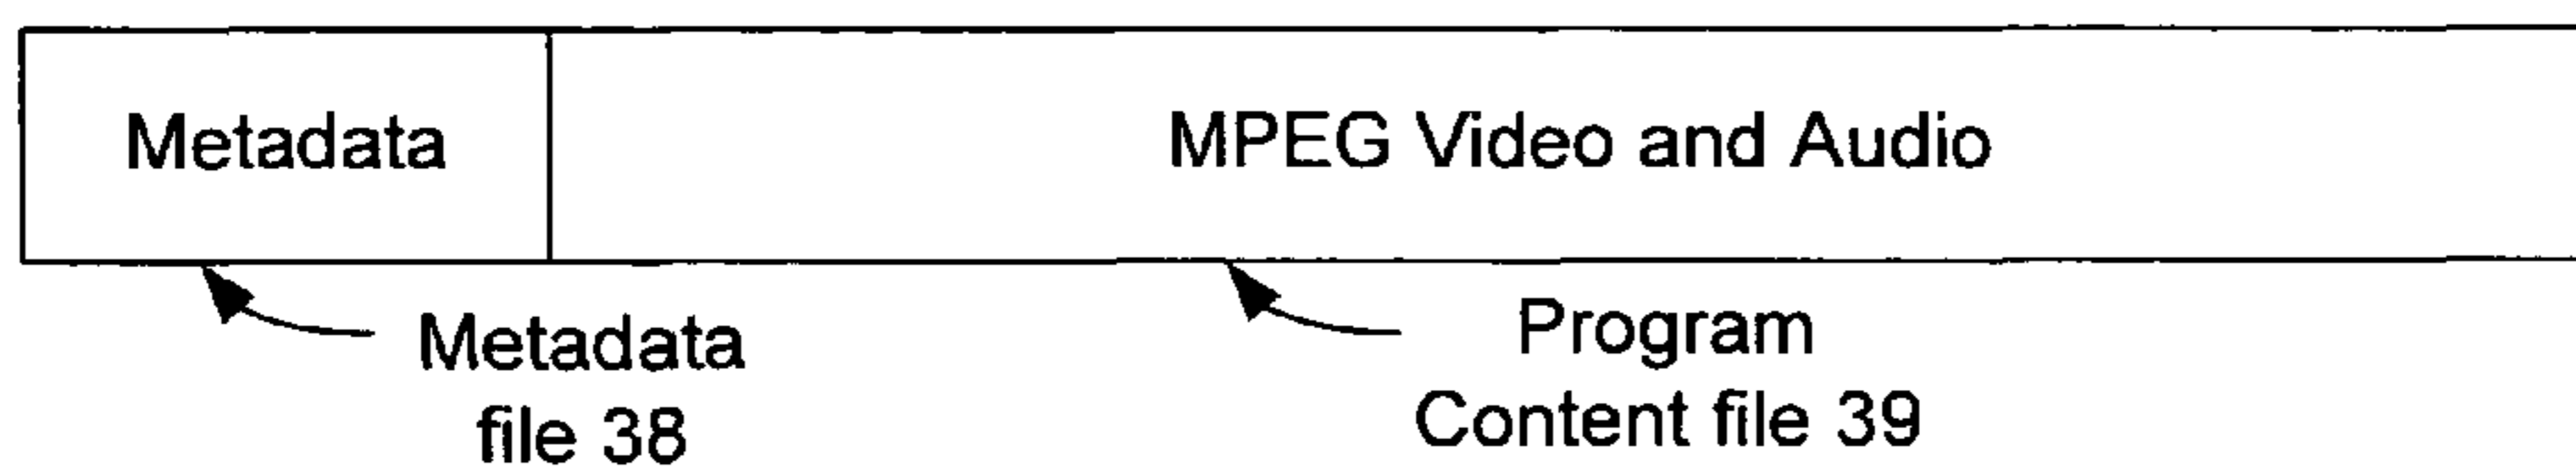 Metadata
MPEG Video and Audio
Metadata
file 38
Program
Content file 39